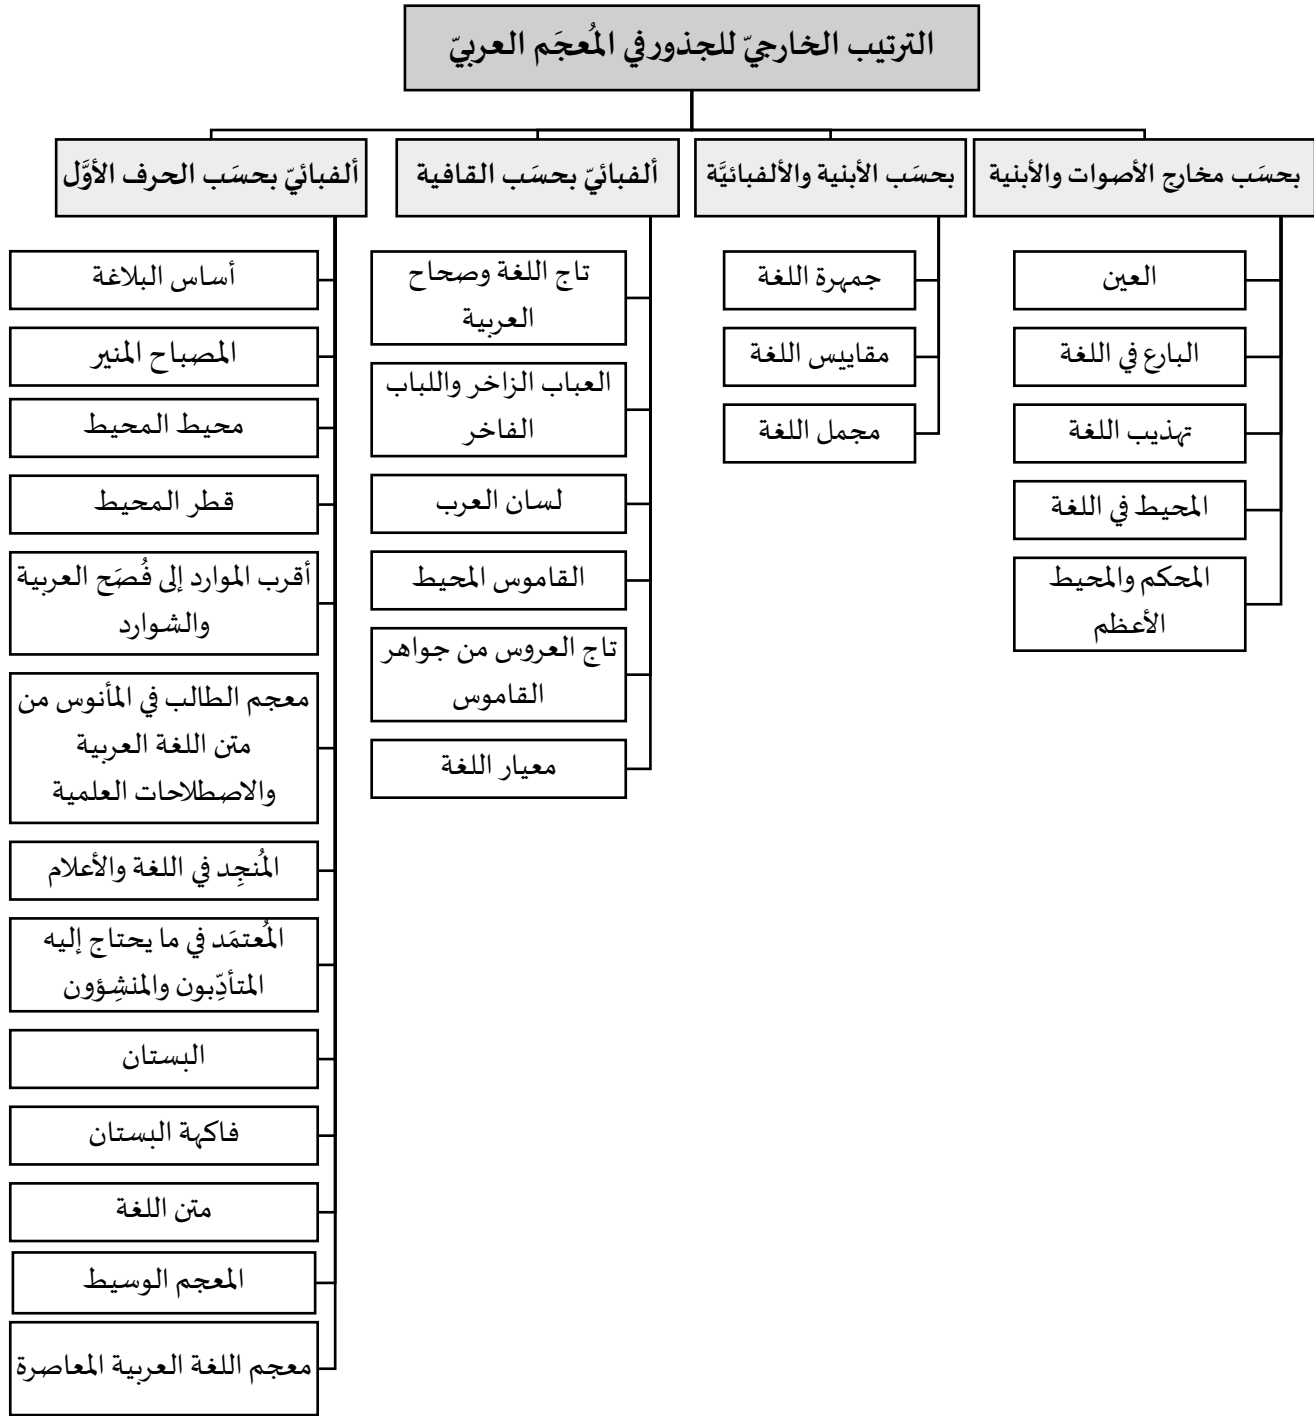 الترتيب الخارجيّ للجذور في المُعجَم العربيّ
بحسَب مخارج الأصوات والأبنية
العين
البارع في اللغة
تهذيب اللغة
المحيط في اللغة
المحكم والمحيط
الأعظم
بحسَب الأبنية والألفبائيَّة
جمهرة اللغة
مقاييس اللغة
مجمل اللغة
ألفبائيّ بحسَب القافية
تاج اللغة وصحاح
العربية
العباب الزاخر واللباب
الفاخر
لسان العرب
القاموس المحيط
تاج العروس من جواهر
القاموس
معيار اللغة
ألفبائيّ بحسَب الحرف الأوَّل
أساس البلاغة
المصباح المنير
محيط المحيط
قطر المحيط
أقرب الموارد إلى فُصَح العربية
والشوارد
معجم الطالب في المأنوس من
متن اللغة العربية
والاصطلاحات العلمية
المُنجِد في اللغة والأعلام
المُعتمَد في ما يحتاج إليه
المتأدِّبون والمنشِؤون
البستان
فاكهة البستان
متن اللغة
المعجم الوسيط
معجم اللغة العربية المعاصرة